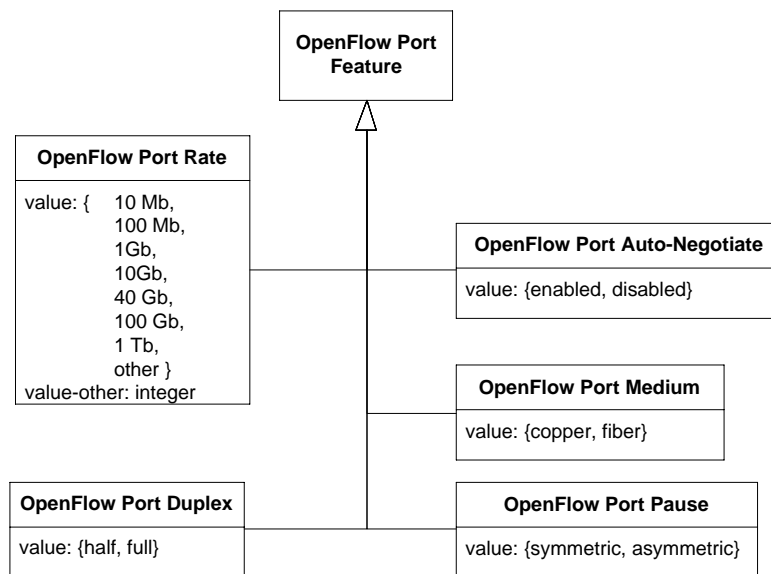 OpenFlow Port
Feature
OpenFlow Port Rate
value: { 10 Mb,
100 Mb,
1Gb,
10Gb,
40 Gb,
100 Gb,
1 Tb,
other }
value-other: integer
OpenFlow Port Auto-Negotiate
value: {enabled, disabled}
OpenFlow Port Medium
value: {copper, fiber}
OpenFlow Port Duplex
value: {half, full}
OpenFlow Port Pause
value: {symmetric, asymmetric}